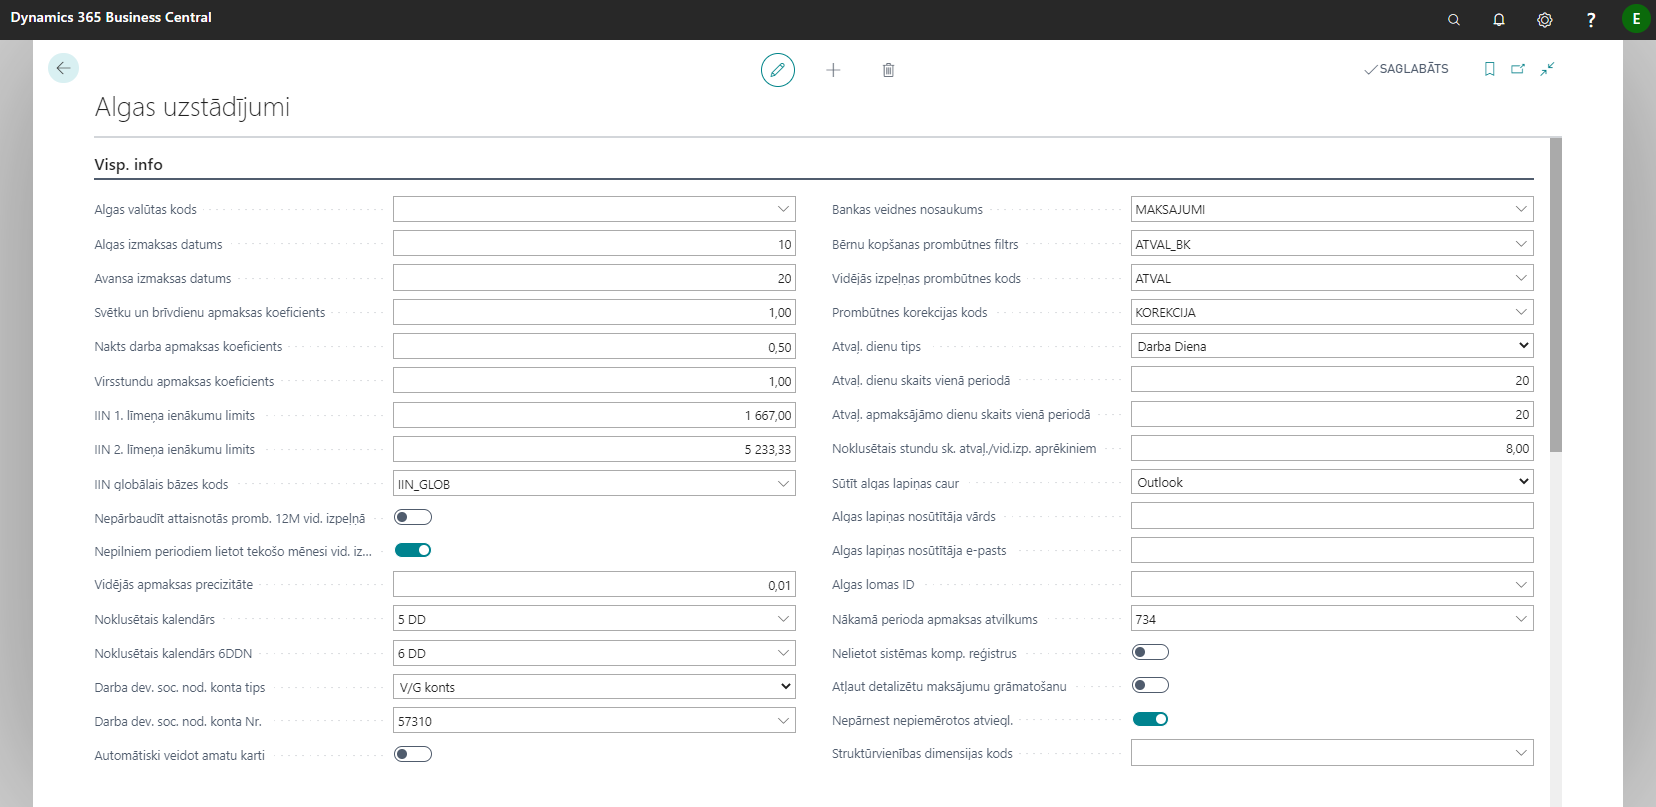 Dynamics 365 Business Central
?
E
SAGLABĀTS
Algas uzstādījumi
Visp. info
Algas valūtas kods
Algas izmaksas datums 10
Avansa izmaksas datums 20
Svētku un brīvdienu apmaksas koeficients 1,00
Nakts darba apmaksas koeficients 0,50
Virsstundu apmaksas koeficients 1,00
IIN 1. līmeņa ienākumu limits 1 667,00
IIN 2. līmeņa ienākumu limits 5 233,33
IIN globālais bāzes kods IIN_GLOB
Nepārbaudīt attaisnotās promb. 12M vid. izpeļņā
Nepilniem periodiem lietot tekošo mēnesi vid. iz...
Vidējās apmaksas precizitāte 0,01
Noklusētais kalendārs 5 DD
Noklusētais kalendārs 6DDN 6 DD
Darba dev. soc. nod. konta tips V/G konts
Darba dev. soc. nod. konta Nr. 57310
Automātiski veidot amatu karti
Bankas veidnes nosaukums MAKSAJUMI
Bērnu kopšanas prombūtnes filtrs ATVAL_BK
Vidējās izpeļņas prombūtnes kods ATVAL
Prombūtnes korekcijas kods KOREKCIJA
Atvaļ. dienu tips Darba Diena
Atvaļ. dienu skaits vienā periodā 20
Atvaļ. apmaksājāmo dienu skaits vienā periodā 20
Noklusētais stundu sk. atvaļ./vid.izp. aprēkiniem 8,00
Sūtīt algas lapiņas caur Outlook
Algas lapiņas nosūtītāja vārds
Algas lapiņas nosūtītāja e-pasts
Algas lomas ID
Nākamā perioda apmaksas atvilkums 734
Nelietot sistēmas komp. reģistrus
Atļaut detalizētu maksājumu grāmatošanu
Nepārnest nepiemērotos atviegl.
Struktūrvienības dimensijas kods